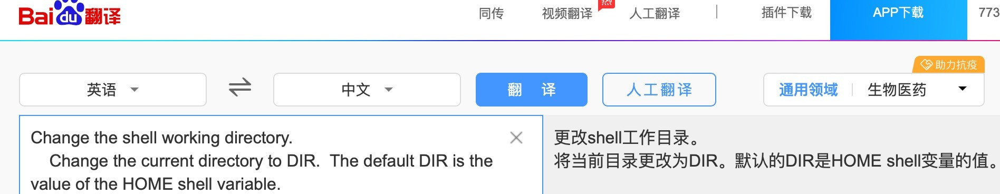 Bai du 翻译
同传 视频翻译 热 人工翻译 插件下载 APP下载 773
助力抗疫
英语 中文 翻 译 人工翻译 通用领域 生物医药
Change the shell working directory.
Change the current directory to DIR.  The default DIR is the
value of the HOME shell variable.
更改shell工作目录。
将当前目录更改为DIR。默认的DIR是HOME shell变量的值。